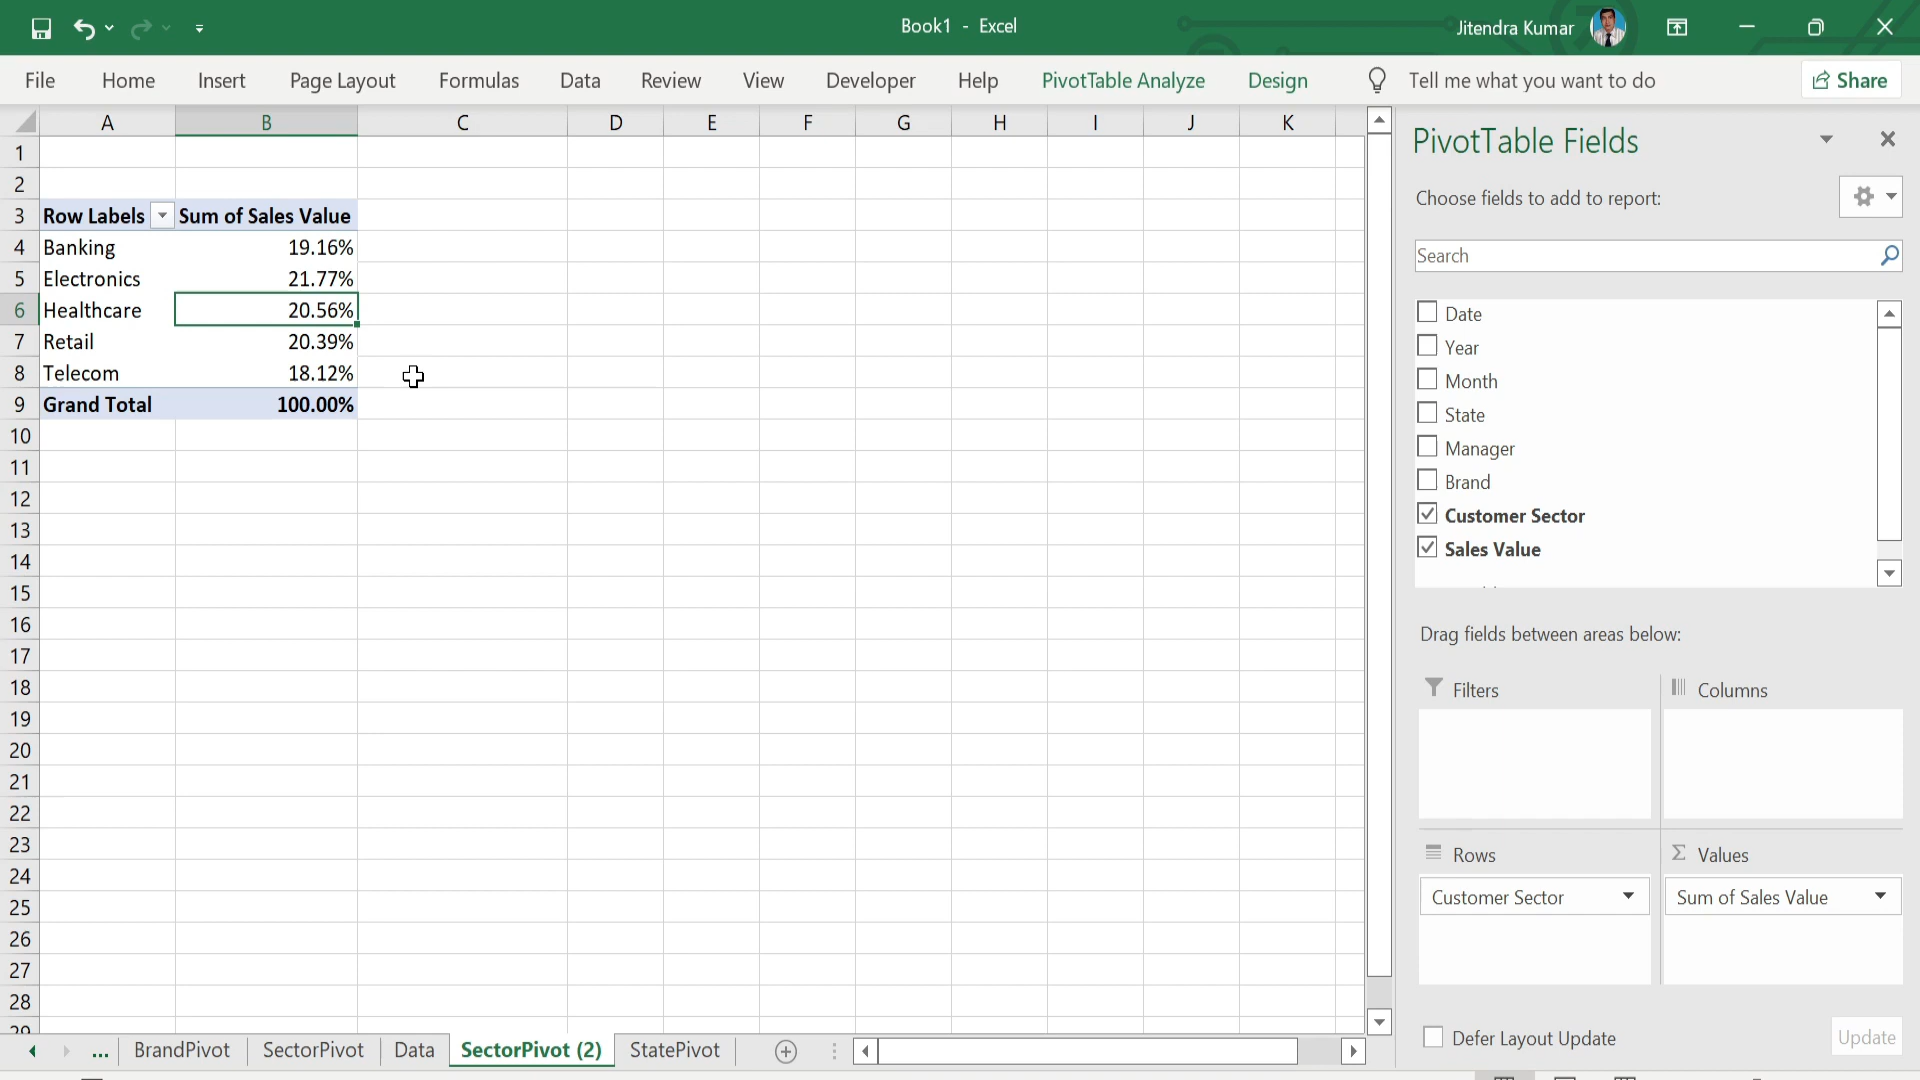 Book1 - Excel
Jitendra Kumar
File Home Insert Page Layout Formulas Data Review View Developer Help PivotTable Analyze Design Tell me what you want to do Share
A B C D E F G H I J K
PivotTable Fields
Choose fields to add to report:
Search
1
2
3 Row Labels Sum of Sales Value
4 Banking 19.16%
5 Electronics 21.77%
6 Healthcare 20.56%
7 Retail 20.39%
8 Telecom 18.12%
9 Grand Total 100.00%
10
11
12
13
14
15
16
17
18
19
20
21
22
23
24
25
26
27
28
29
Date
Year
Month
State
Manager
Brand
Customer Sector
Sales Value
Drag fields between areas below:
Filters
Columns
Rows
Σ Values
Customer Sector
Sum of Sales Value
Defer Layout Update
Update
... BrandPivot SectorPivot Data SectorPivot (2) StatePivot